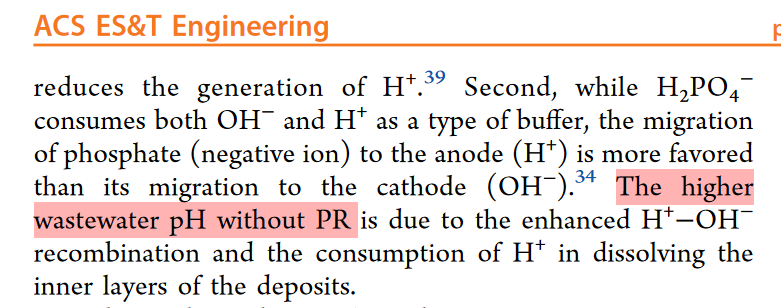 ACS ES&T Engineering
reduces the generation of H⁺.³⁹ Second, while H₂PO₄⁻
consumes both OH⁻ and H⁺ as a type of buffer, the migration
of phosphate (negative ion) to the anode (H⁺) is more favored
than its migration to the cathode (OH⁻).³⁴ The higher
wastewater pH without PR is due to the enhanced H⁺–OH⁻
recombination and the consumption of H⁺ in dissolving the
inner layers of the deposits.